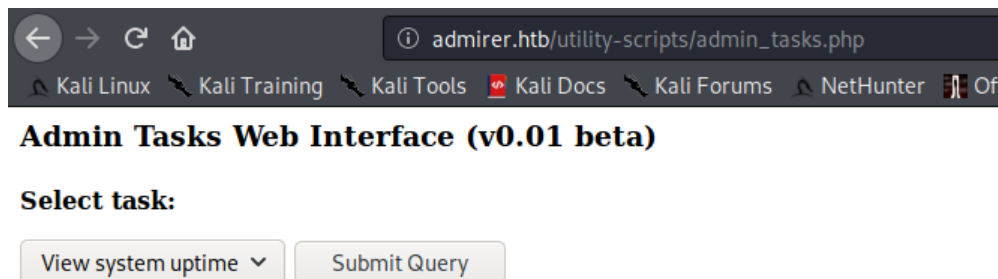 admirer.htb/utility-scripts/admin_tasks.php
Kali Linux Kali Training Kali Tools Kali Docs Kali Forums NetHunter Of
Admin Tasks Web Interface (v0.01 beta)
Select task:
View system uptime Submit Query